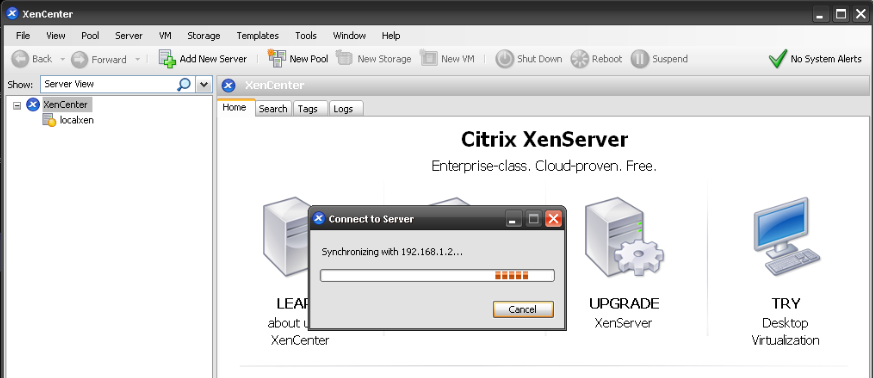 XenCenter
File View Pool Server VM Storage Templates Tools Window Help
Back Forward Add New Server New Pool New Storage New VM Shut Down Reboot Suspend No System Alerts
Show: Server View XenCenter
XenCenter
localxen
Home Search Tags Logs
Citrix XenServer
Enterprise-class. Cloud-proven. Free.
Connect to Server
Synchronizing with 192.168.1.2...
Cancel
UPGRADE
XenServer
TRY
Desktop
Virtualization
about
XenCenter